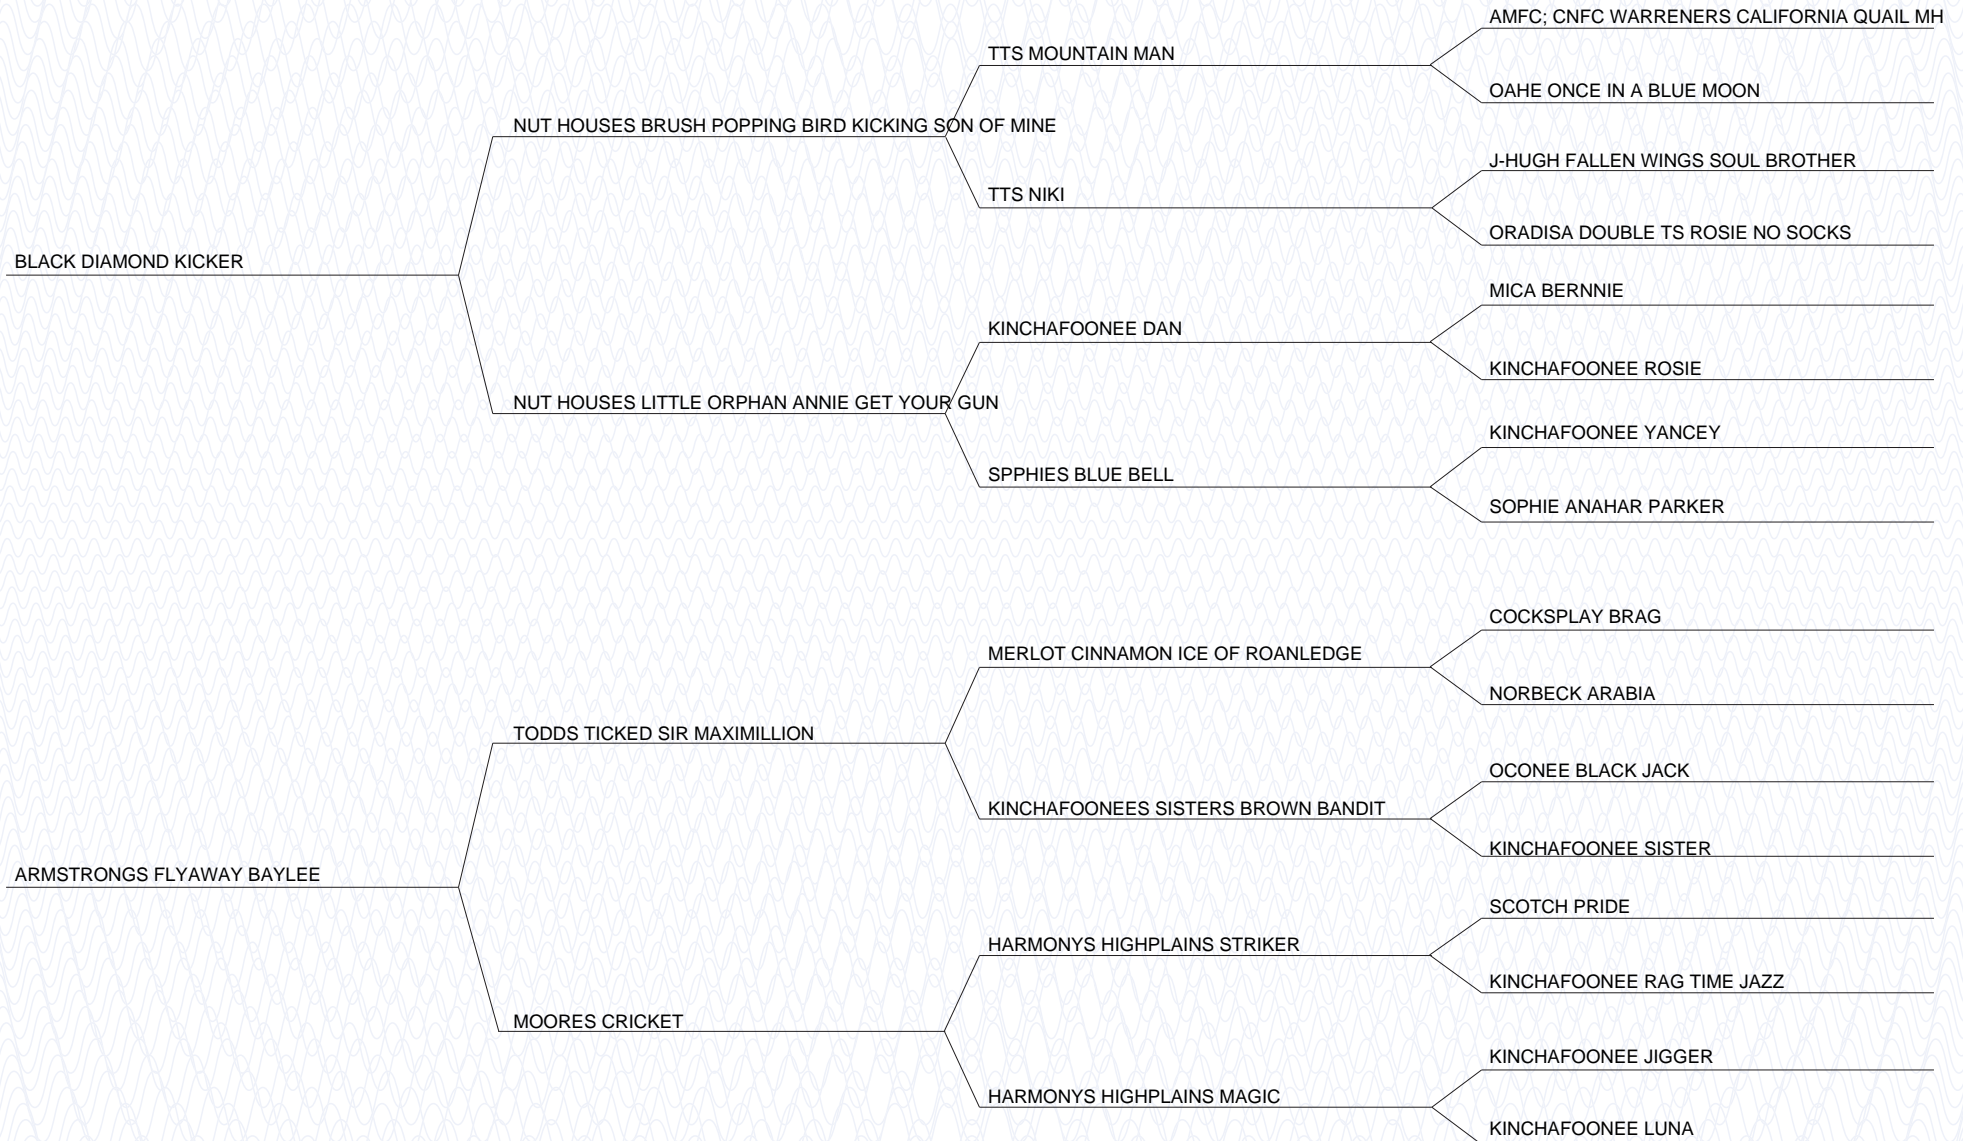 AMFC; CNFC WARRENERS CALIFORNIA QUAIL MH
TTS MOUNTAIN MAN
OAHE ONCE IN A BLUE MOON
NUT HOUSES BRUSH POPPING BIRD KICKING SON OF MINE
J-HUGH FALLEN WINGS SOUL BROTHER
TTS NIKI
ORADISA DOUBLE TS ROSIE NO SOCKS
BLACK DIAMOND KICKER
MICA BERNNIE
KINCHAFOONEE DAN
KINCHAFOONEE ROSIE
NUT HOUSES LITTLE ORPHAN ANNIE GET YOUR GUN
KINCHAFOONEE YANCEY
SPPHIES BLUE BELL
SOPHIE ANAHAR PARKER
COCKSPLAY BRAG
MERLOT CINNAMON ICE OF ROANLEDGE
NORBECK ARABIA
TODDS TICKED SIR MAXIMILLION
OCONEE BLACK JACK
KINCHAFOONEES SISTERS BROWN BANDIT
KINCHAFOONEE SISTER
ARMSTRONGS FLYAWAY BAYLEE
SCOTCH PRIDE
HARMONYS HIGHPLAINS STRIKER
KINCHAFOONEE RAG TIME JAZZ
MOORES CRICKET
KINCHAFOONEE JIGGER
HARMONYS HIGHPLAINS MAGIC
KINCHAFOONEE LUNA